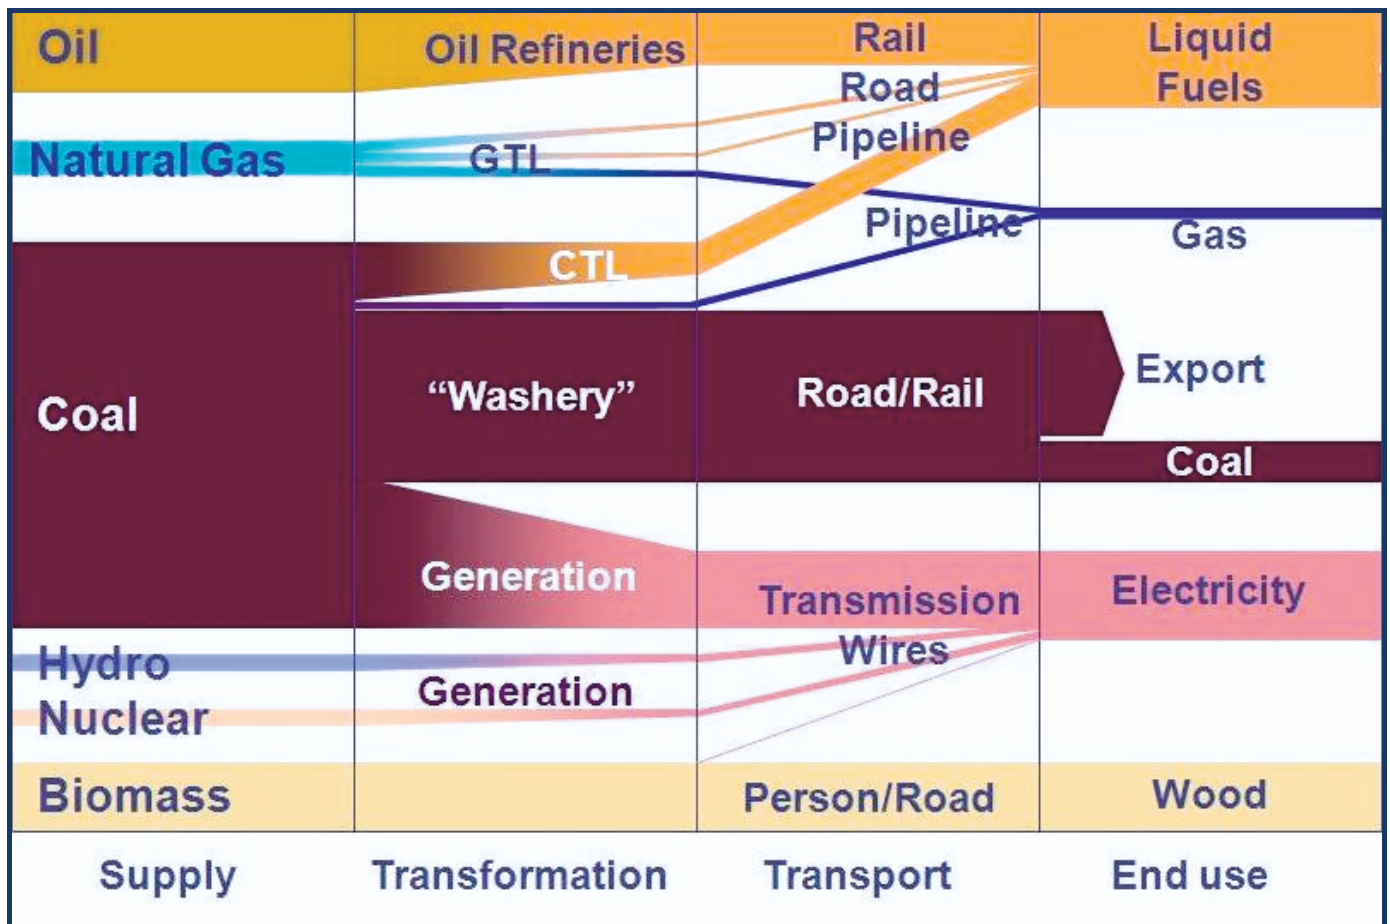 Oil
Oil Refineries
Rail
Liquid
Fuels
Road
Natural Gas
GTL
Pipeline
Pipeline
Gas
CTL
Coal
“Washery”
Road/Rail
Export
Coal
Generation
Transmission
Wires
Electricity
Hydro
Generation
Nuclear
Biomass
Person/Road
Wood
Supply
Transformation
Transport
End use